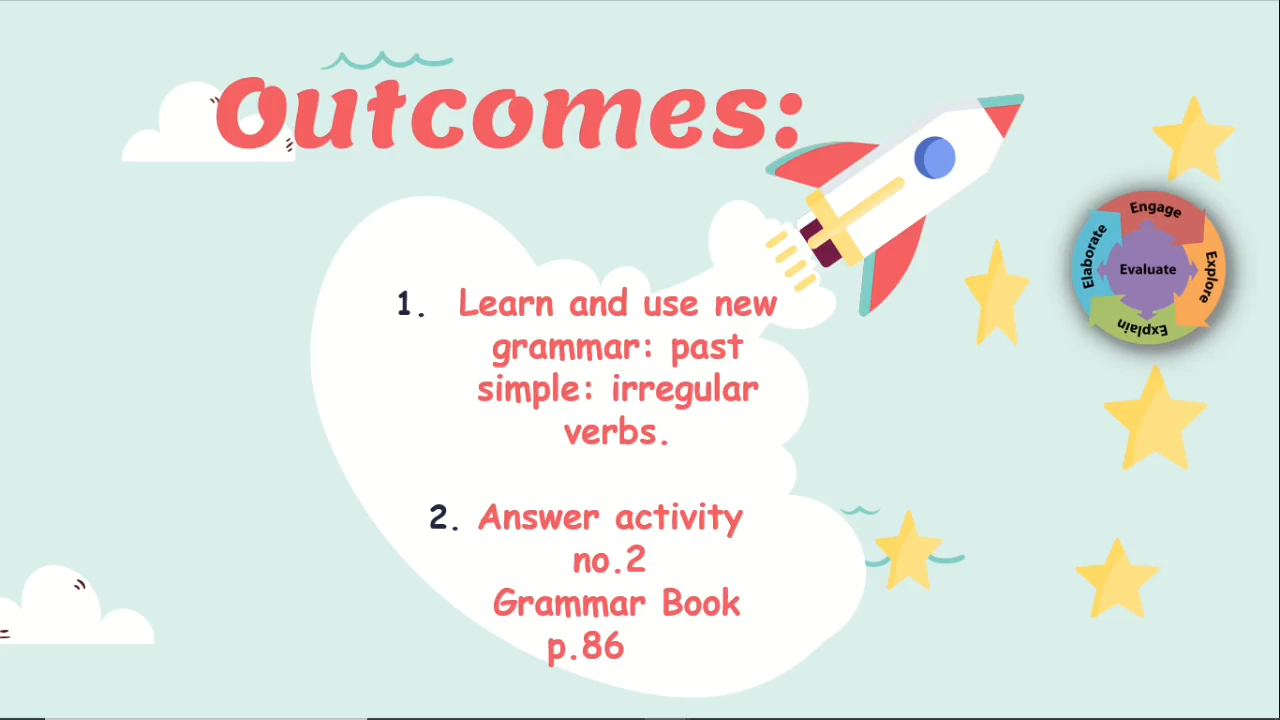 Outcomes:
1. Learn and use new
grammar: past
simple: irregular
verbs.
2. Answer activity
no.2
Grammar Book
p.86
Engage
Explore
Explain
Elaborate
Evaluate